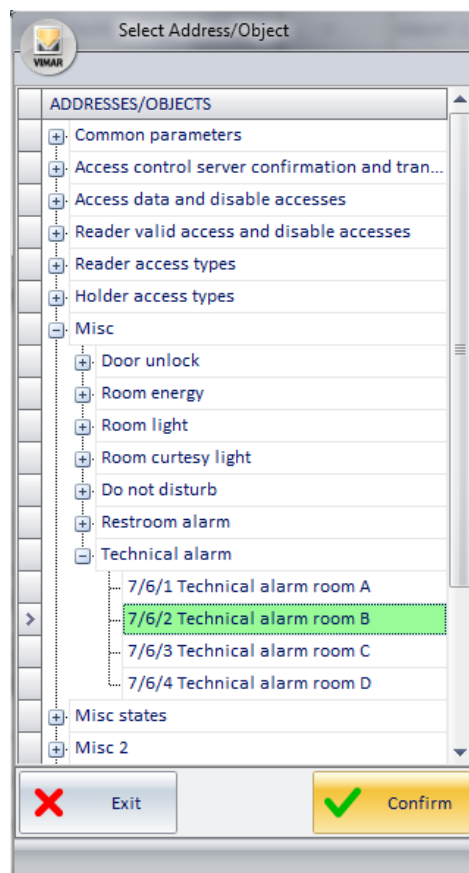 Select Address/Object
VIMAR
ADDRESSES/OBJECTS
Common parameters
Access control server confirmation and tran...
Access data and disable accesses
Reader valid access and disable accesses
Reader access types
Holder access types
Misc
Door unlock
Room energy
Room light
Room curtesy light
Do not disturb
Restroom alarm
Technical alarm
7/6/1 Technical alarm room A
7/6/2 Technical alarm room B
7/6/3 Technical alarm room C
7/6/4 Technical alarm room D
Misc states
Misc 2
Exit
Confirm